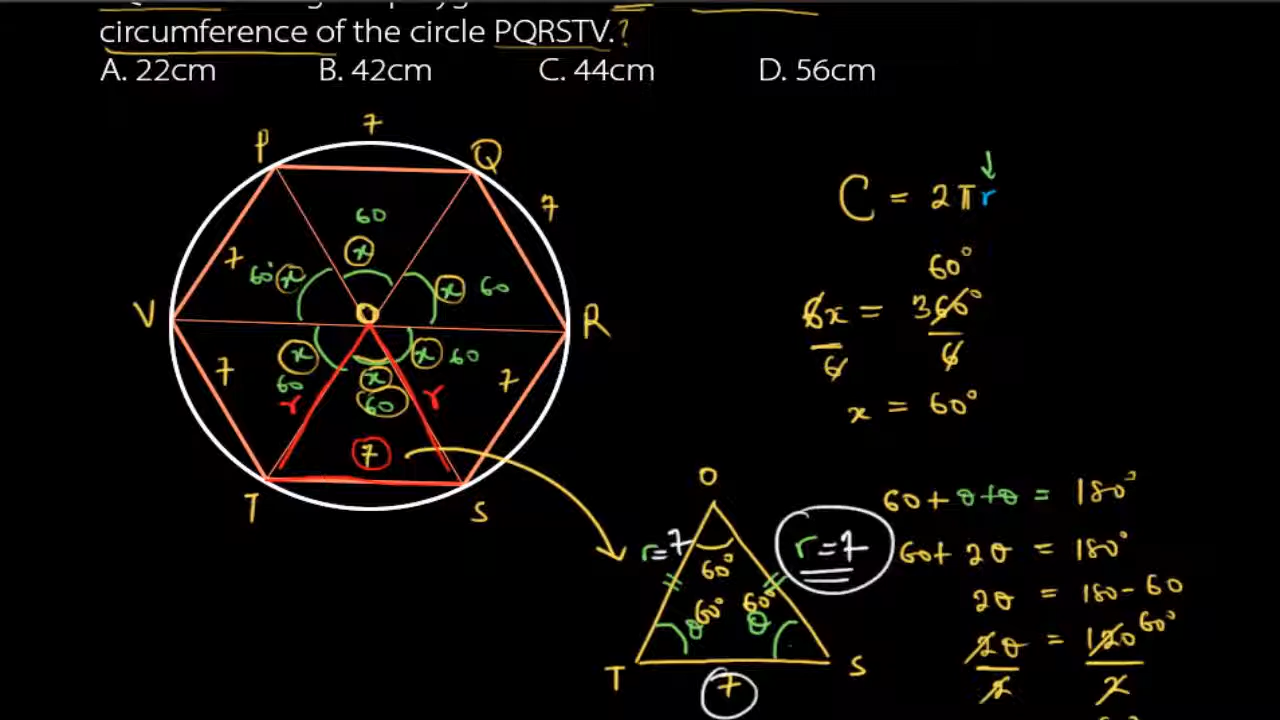 circumference of the circle PQRSTV.?
A. 22cm B. 42cm C. 44cm D. 56cm
P 7 Q
7
60
x
7 60° x x 60
V O R
x x 60
7 60 x 7
r 60 r
7
T S
C = 2πr
60°
6x = 360°
6 6
x = 60°
O
r=7 r=7
60°
60° 60°
θ θ
T 7 S
60 + θ+θ = 180°
60+ 2θ = 180°
2θ = 180 - 60
2θ = 120 60°
2 2